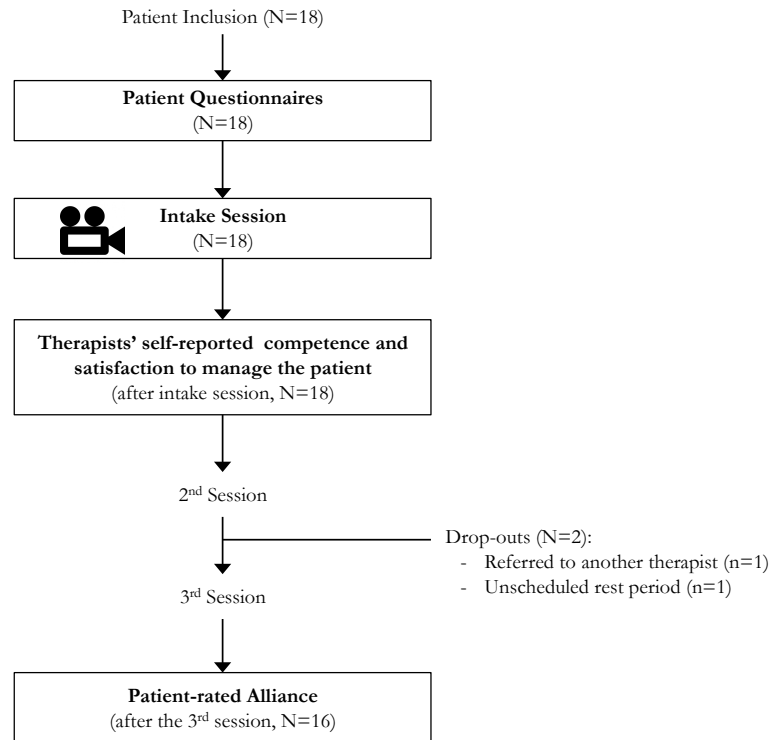 Patient Inclusion (N=18)
Patient Questionnaires
(N=18)
Intake Session
(N=18)
Therapists’ self-reported competence and
satisfaction to manage the patient
(after intake session, N=18)
2nd Session
Drop-outs (N=2):
- Referred to another therapist (n=1)
- Unscheduled rest period (n=1)
3rd Session
Patient-rated Alliance
(after the 3rd session, N=16)